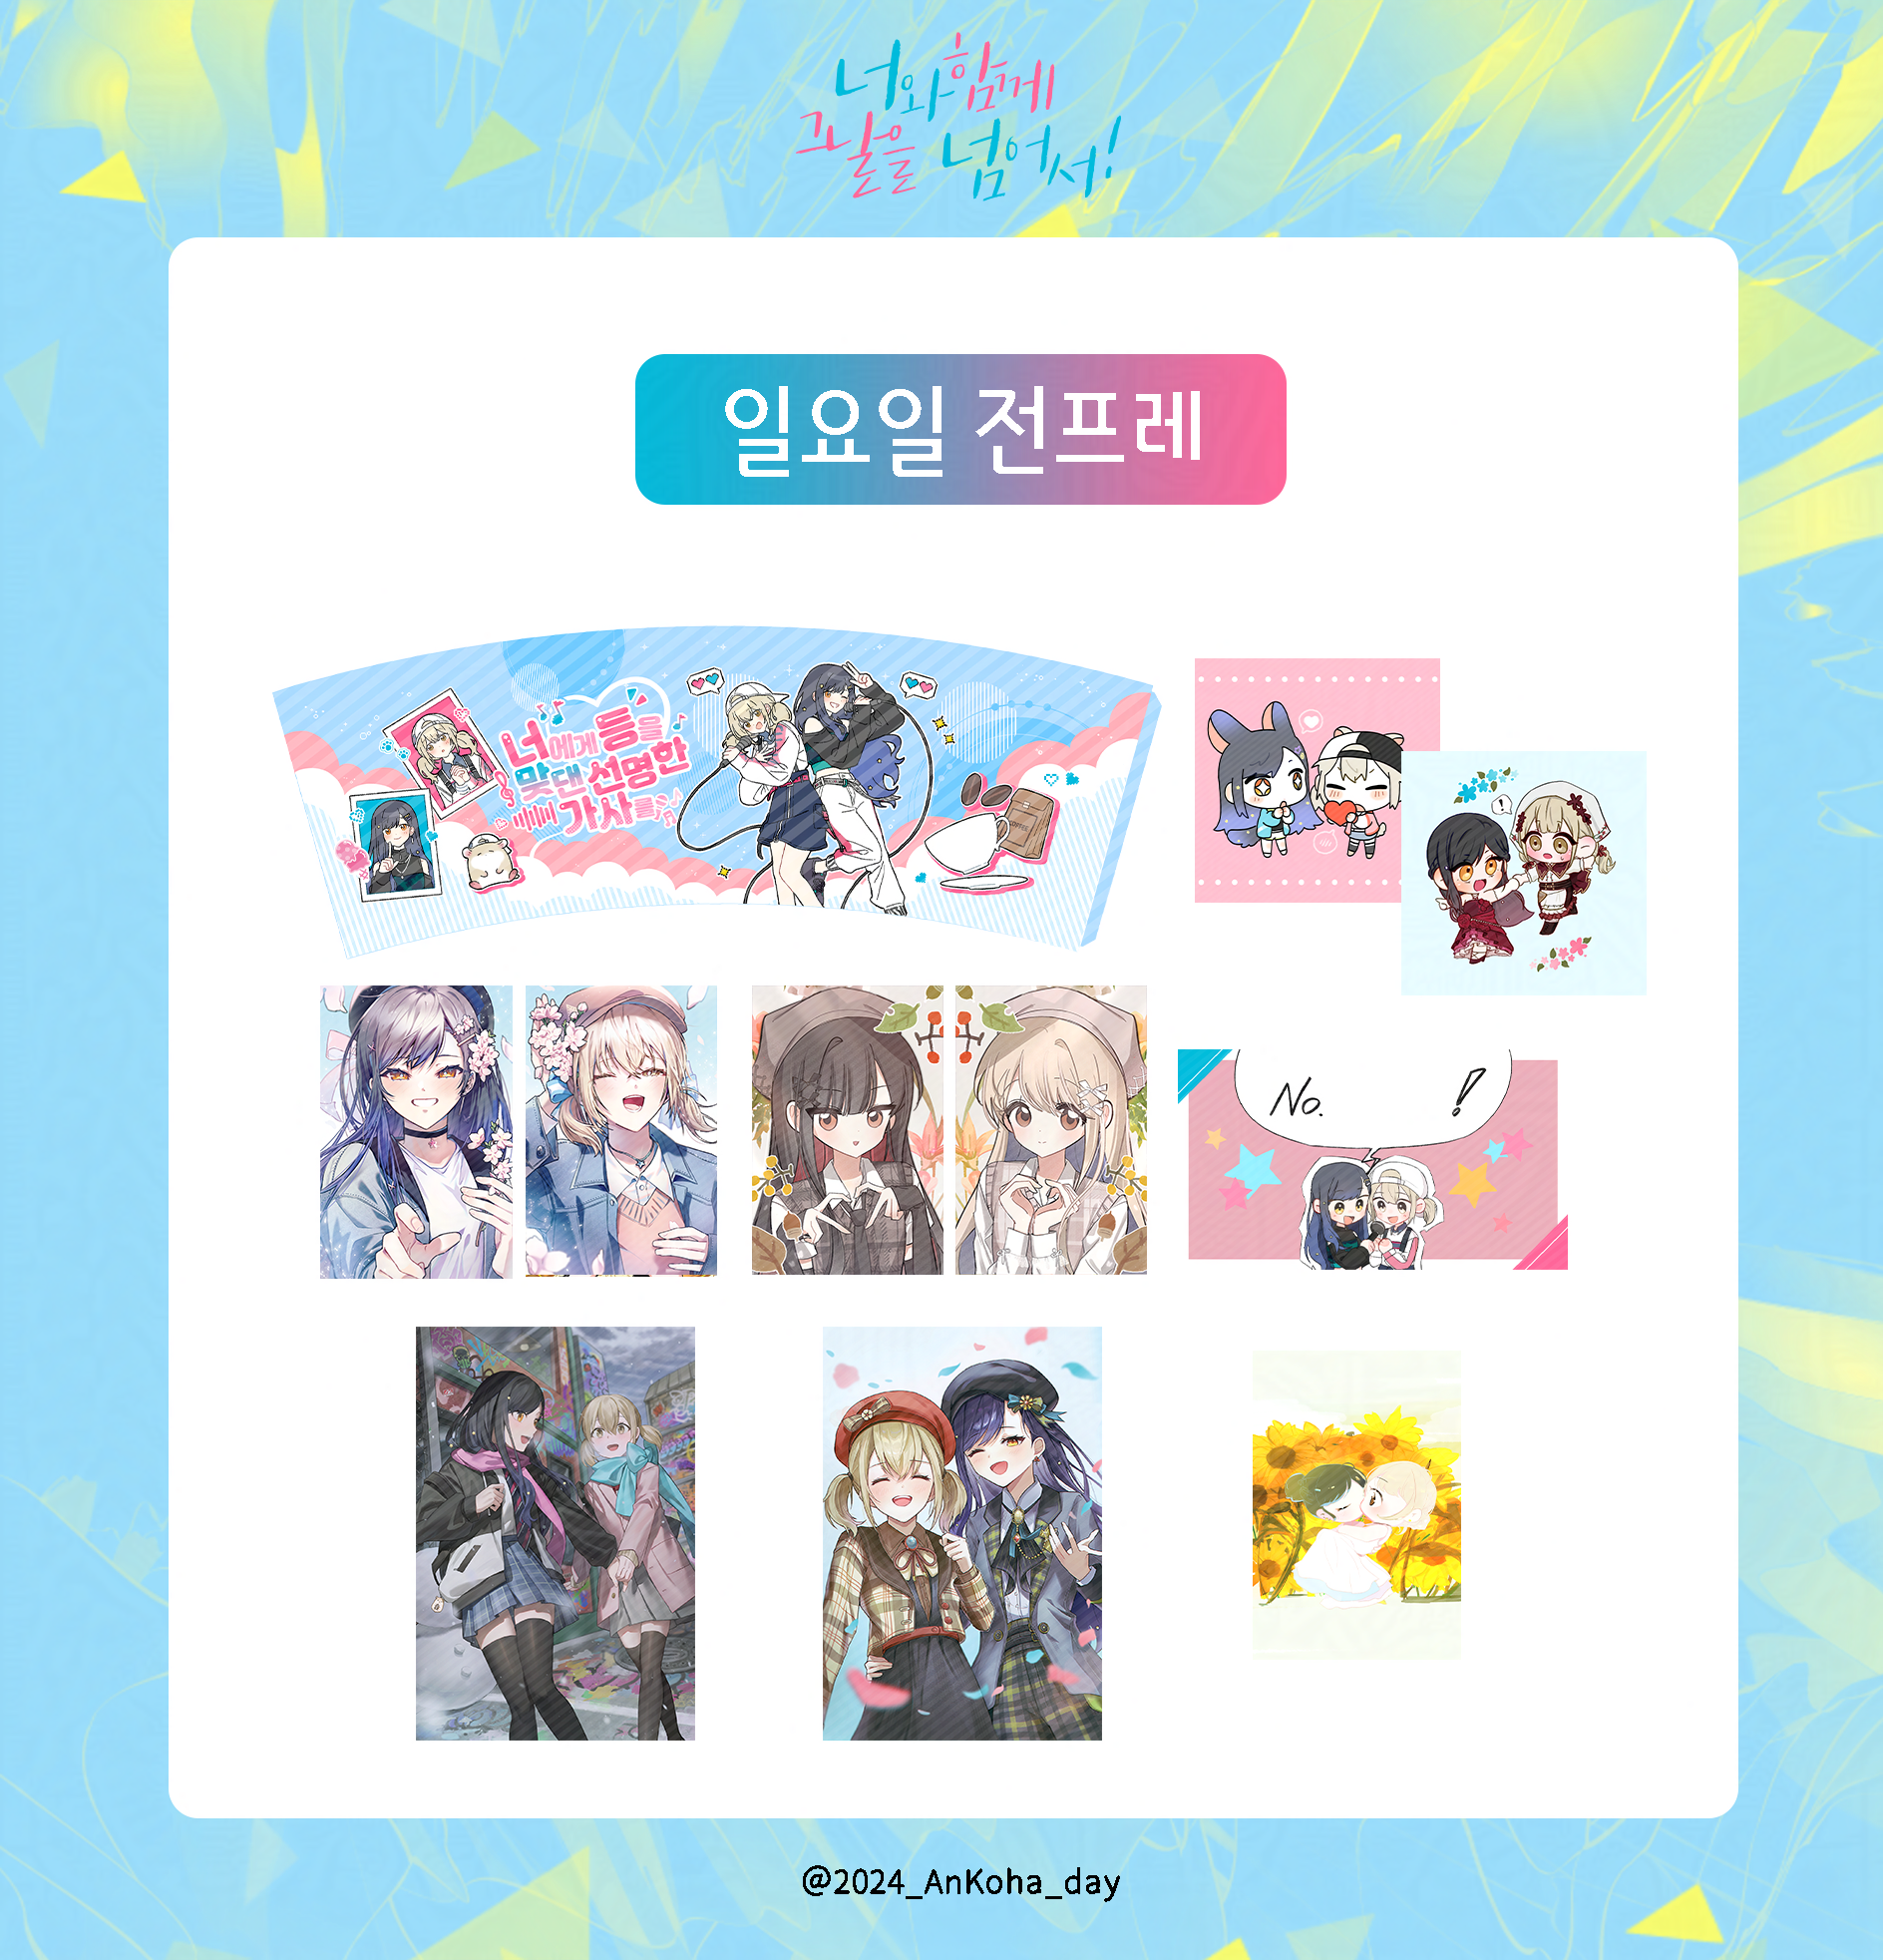 너와 함께
그날을 넘어서!
일요일 전프레
너에게 등을
맞댄 선명한
가사를
COFFEE
!
No. !
@2024_AnKoha_day